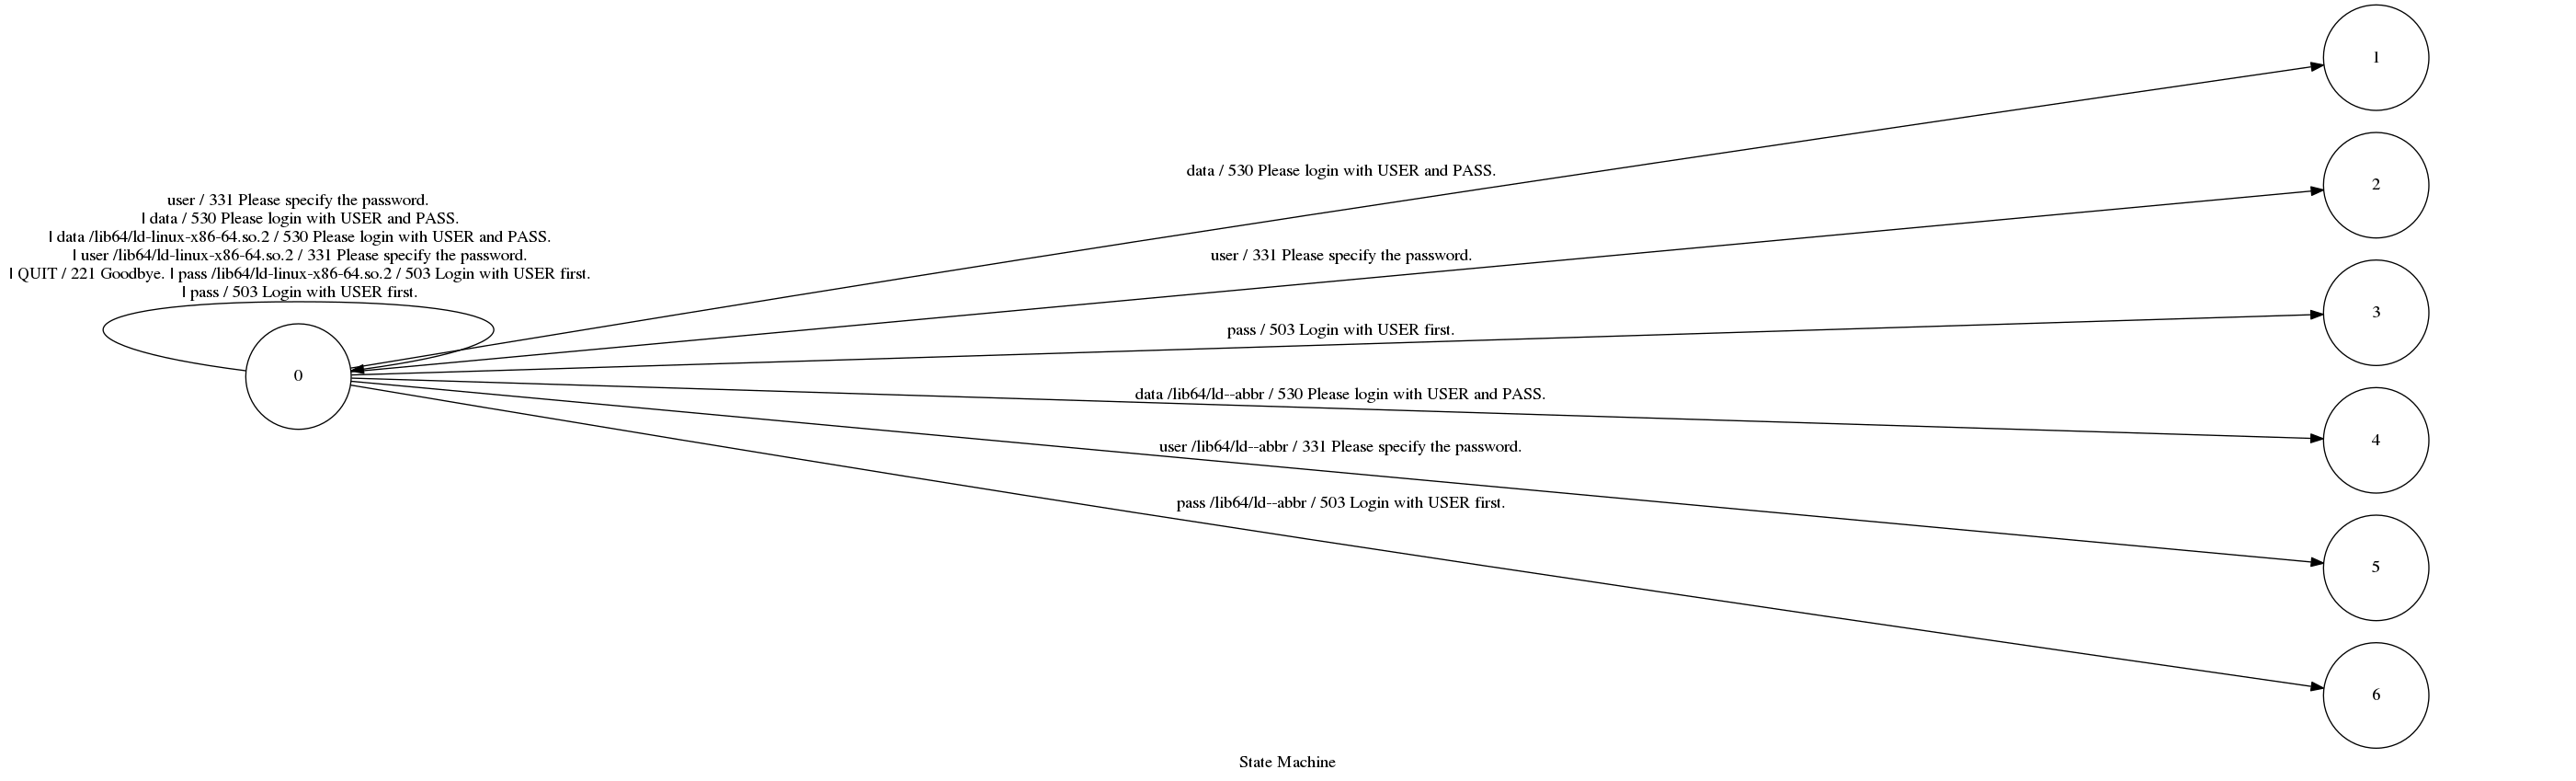 1
data / 530 Please login with USER and PASS.
2
user / 331 Please specify the password.
| data / 530 Please login with USER and PASS.
| data /lib64/ld-linux-x86-64.so.2 / 530 Please login with USER and PASS.
| user /lib64/ld-linux-x86-64.so.2 / 331 Please specify the password.
| QUIT / 221 Goodbye. | pass /lib64/ld-linux-x86-64.so.2 / 503 Login with USER first.
| pass / 503 Login with USER first.
user / 331 Please specify the password.
3
pass / 503 Login with USER first.
0
data /lib64/ld--abbr / 530 Please login with USER and PASS.
4
user /lib64/ld--abbr / 331 Please specify the password.
pass /lib64/ld--abbr / 503 Login with USER first.
5
6
State Machine